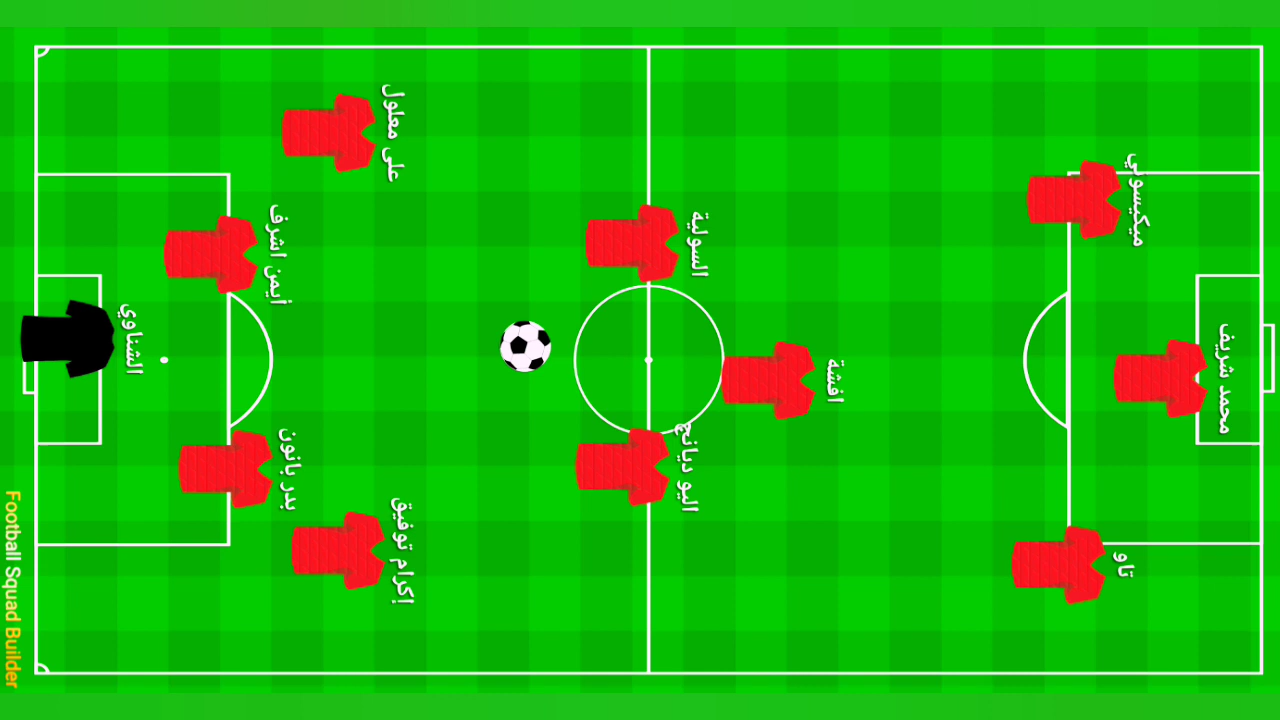 محمد شريف
تاو
ميكيسوني
افشة
اليو ديانج
السولية
إكرام توفيق
على معلول
بدر بانون
أيمن اشرف
الشناوي
Football Squad Builder